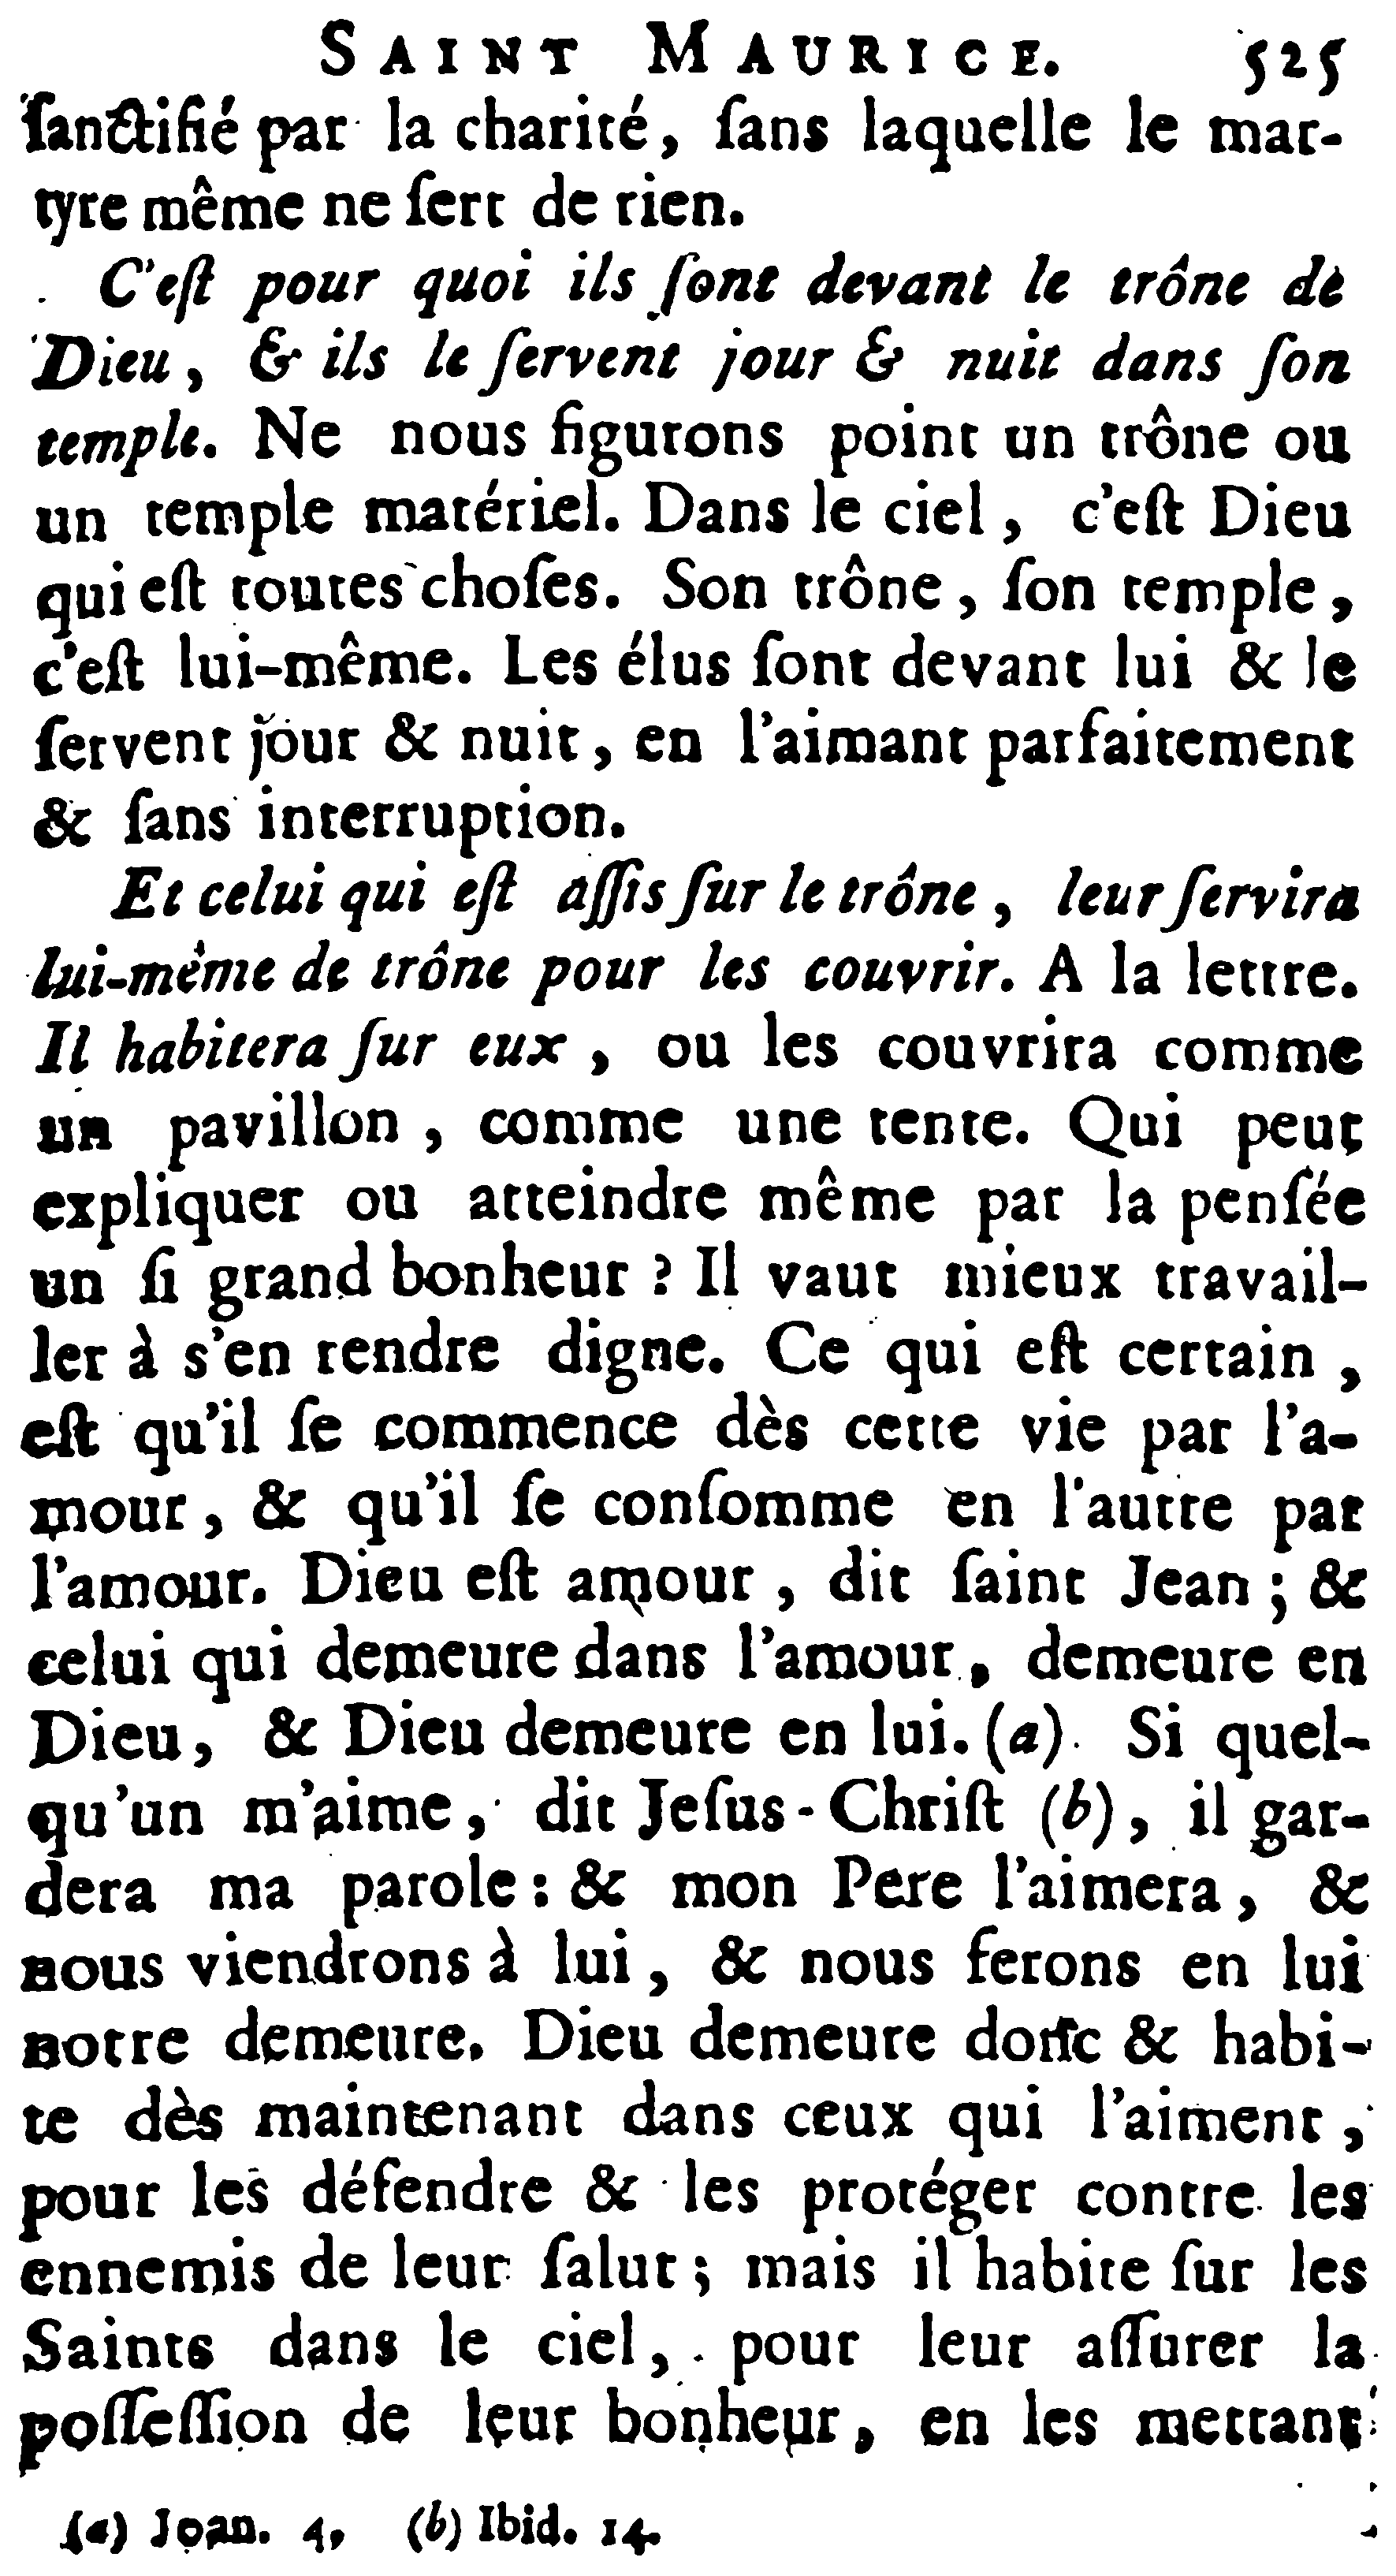 SAINT MAURICE. 525
ſanctifié par la charité, ſans laquelle le mar-
tyre même ne ſert de rien.
C'eſt pour quoi ils ſont devant le trône de
Dieu, & ils le ſervent jour & nuit dans ſon
temple. Ne nous figurons point un trône ou
un temple matériel. Dans le ciel, c'eſt Dieu
qui eſt toutes choſes. Son trône, ſon temple,
c'eſt lui-même. Les élus ſont devant lui & le
ſervent jour & nuit, en l'aimant parfaitement
& ſans interruption.
Et celui qui eſt aſſis ſur le trône, leur ſervira
lui-même de trône pour les couvrir. A la lettre.
Il habitera ſur eux, ou les couvrira comme
un pavillon, comme une tente. Qui peut
expliquer ou atteindre même par la penſée
un ſi grand bonheur ? Il vaut mieux travail-
ler à s'en rendre digne. Ce qui eſt certain,
eſt qu'il ſe commence dès cette vie par l'a-
mour, & qu'il ſe conſomme en l'autre par
l'amour. Dieu eſt amour, dit ſaint Jean ; &
celui qui demeure dans l'amour, demeure en
Dieu, & Dieu demeure en lui. (a) Si quel-
qu'un m'aime, dit Jeſus-Chriſt (b), il gar-
dera ma parole : & mon Pere l'aimera, &
nous viendrons à lui, & nous ferons en lui
notre demeure. Dieu demeure donc & habi-
te dès maintenant dans ceux qui l'aiment,
pour les défendre & les protéger contre les
ennemis de leur ſalut ; mais il habite ſur les
Saints dans le ciel, pour leur aſſurer la
poſſeſſion de leur bonheur, en les mettant
(a) Joan. 4, (b) Ibid. 14.